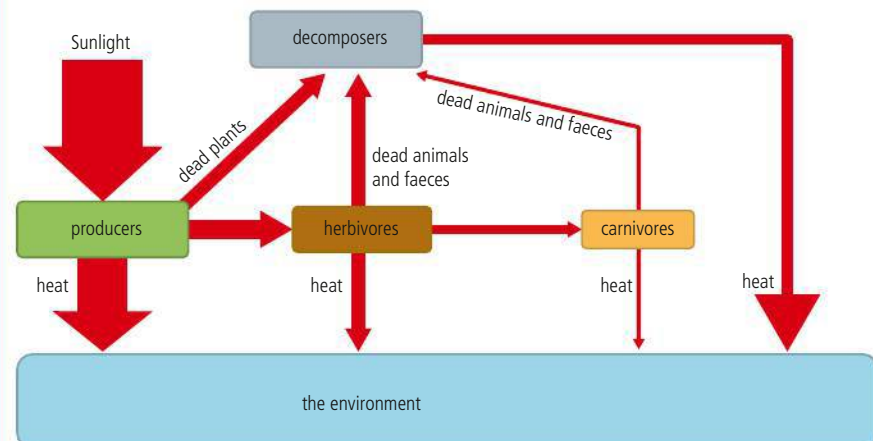 Sunlight
decomposers
dead plants
dead animals
and faeces
dead animals and faeces
producers
herbivores
carnivores
heat
heat
heat
heat
the environment